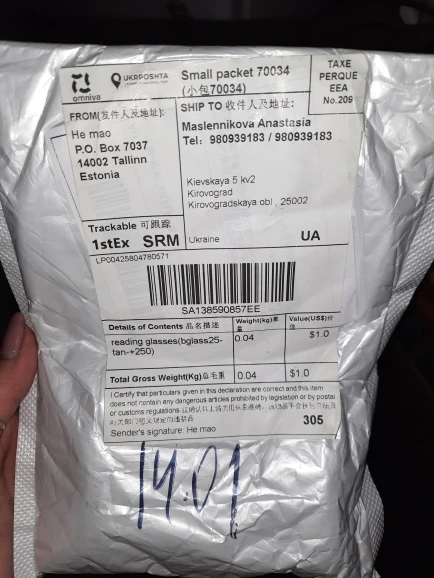 omniva
UKRPOSHTA
Small packet 70034
(小包70034)
TAXE
PERQUE
EEA
No.209
FROM(发件人及地址):
He mao
P.O. Box 7037
14002 Tallinn
Estonia
SHIP TO 收件人及地址:
Maslennikova Anastasia
Tel: 980939183 / 980939183
Kievskaya 5 kv2
Kirovograd
Kirovogradskaya obl , 25002
Trackable 可跟踪
1stEx SRM
Ukraine
UA
LP00425804780571
SA138590857EE
Details of Contents 品名描述
Weight(kg)重
Value(US$)价
值
reading glasses(bglass25-
tan-+250)
0.04
$1.0
Total Gross Weight(Kg)总毛重
0.04
$1.0
I Certify that particulars given in this declaration are correct and this item
does not contain any dangerous articles prohibited by legislation or by postal
or customs regulations.
Sender's signature: He mao
305
14.01